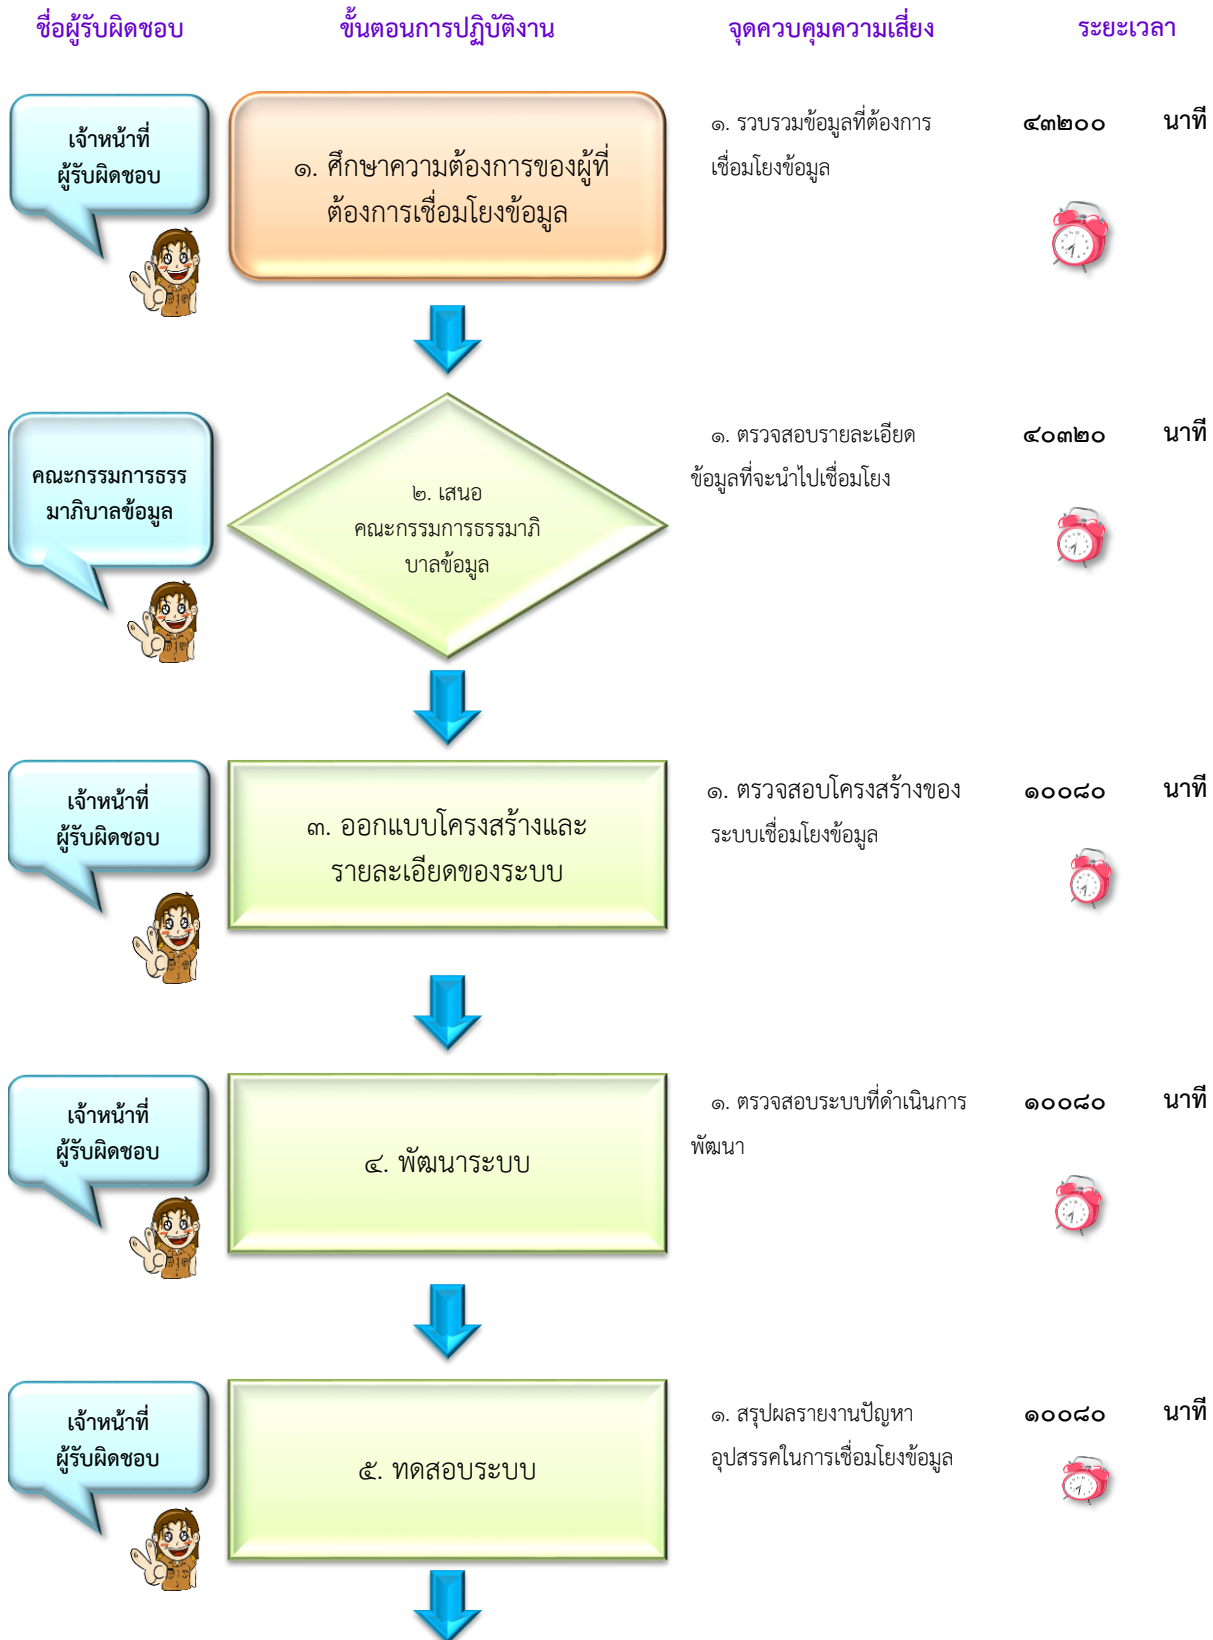 ชื่อผู้รับผิดชอบ ขั้นตอนการปฏิบัติงาน จุดควบคุมความเสี่ยง ระยะเวลา
เจ้าหน้าที่
ผู้รับผิดชอบ
๑. ศึกษาความต้องการของผู้ที่
ต้องการเชื่อมโยงข้อมูล
๑. รวบรวมข้อมูลที่ต้องการ
เชื่อมโยงข้อมูล
๔๓๒๐๐ นาที
คณะกรรมการธรร
มาภิบาลข้อมูล
๒. เสนอ
คณะกรรมการธรรมาภิ
บาลข้อมูล
๑. ตรวจสอบรายละเอียด
ข้อมูลที่จะนำไปเชื่อมโยง
๔๐๓๒๐ นาที
เจ้าหน้าที่
ผู้รับผิดชอบ
๓. ออกแบบโครงสร้างและ
รายละเอียดของระบบ
๑. ตรวจสอบโครงสร้างของ
ระบบเชื่อมโยงข้อมูล
๑๐๐๘๐ นาที
เจ้าหน้าที่
ผู้รับผิดชอบ
๔. พัฒนาระบบ
๑. ตรวจสอบระบบที่ดำเนินการ
พัฒนา
๑๐๐๘๐ นาที
เจ้าหน้าที่
ผู้รับผิดชอบ
๕. ทดสอบระบบ
๑. สรุปผลรายงานปัญหา
อุปสรรคในการเชื่อมโยงข้อมูล
๑๐๐๘๐ นาที